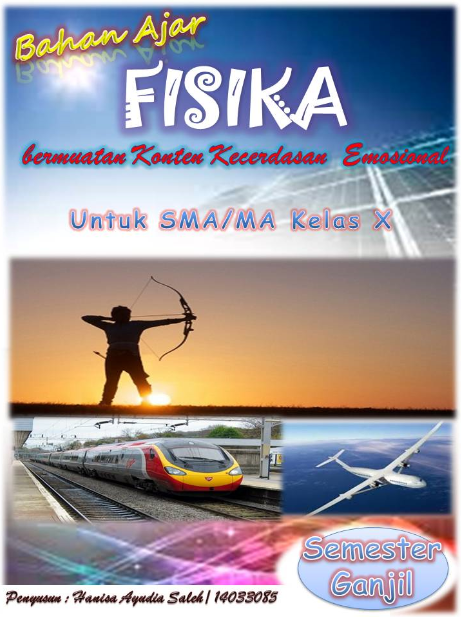 Bahan Ajar
FISIKA
bermuatan Konten Kecerdasan Emosional
Untuk SMA/MA Kelas X
Semester
Ganjil
Penyusun : Hanisa Ayudia Saleh| 14033085